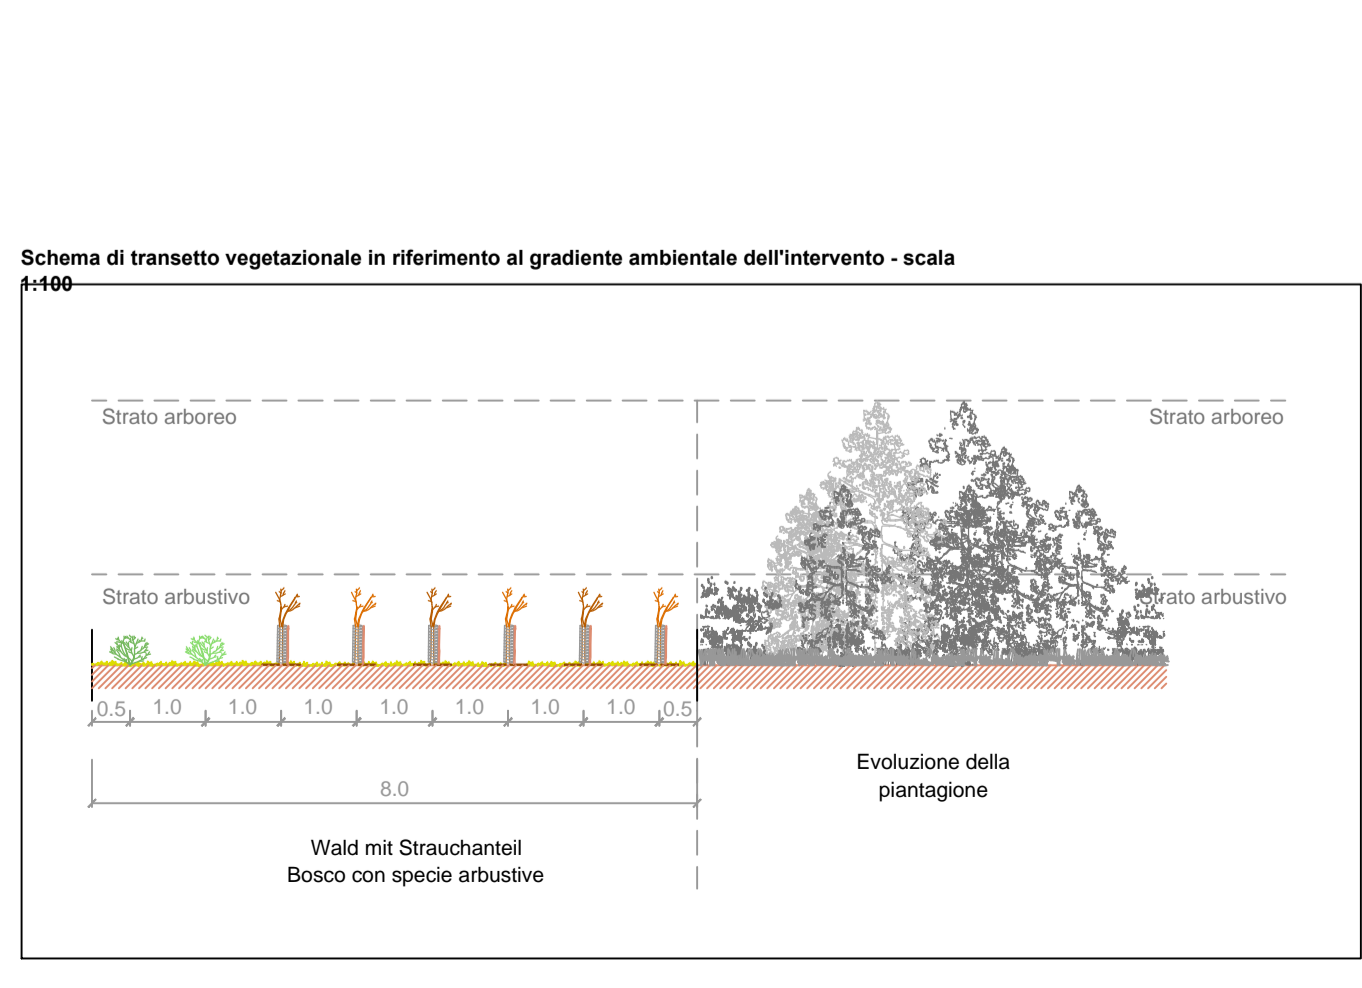 Schema di transetto vegetazionale in riferimento al gradiente ambientale dell'intervento - scala
1:100
Strato arboreo
Strato arboreo
Strato arbustivo
Strato arbustivo
0.5 1.0 1.0 1.0 1.0 1.0 1.0 1.0 0.5
8.0
Evoluzione della
piantagione
Wald mit Strauchanteil
Bosco con specie arbustive